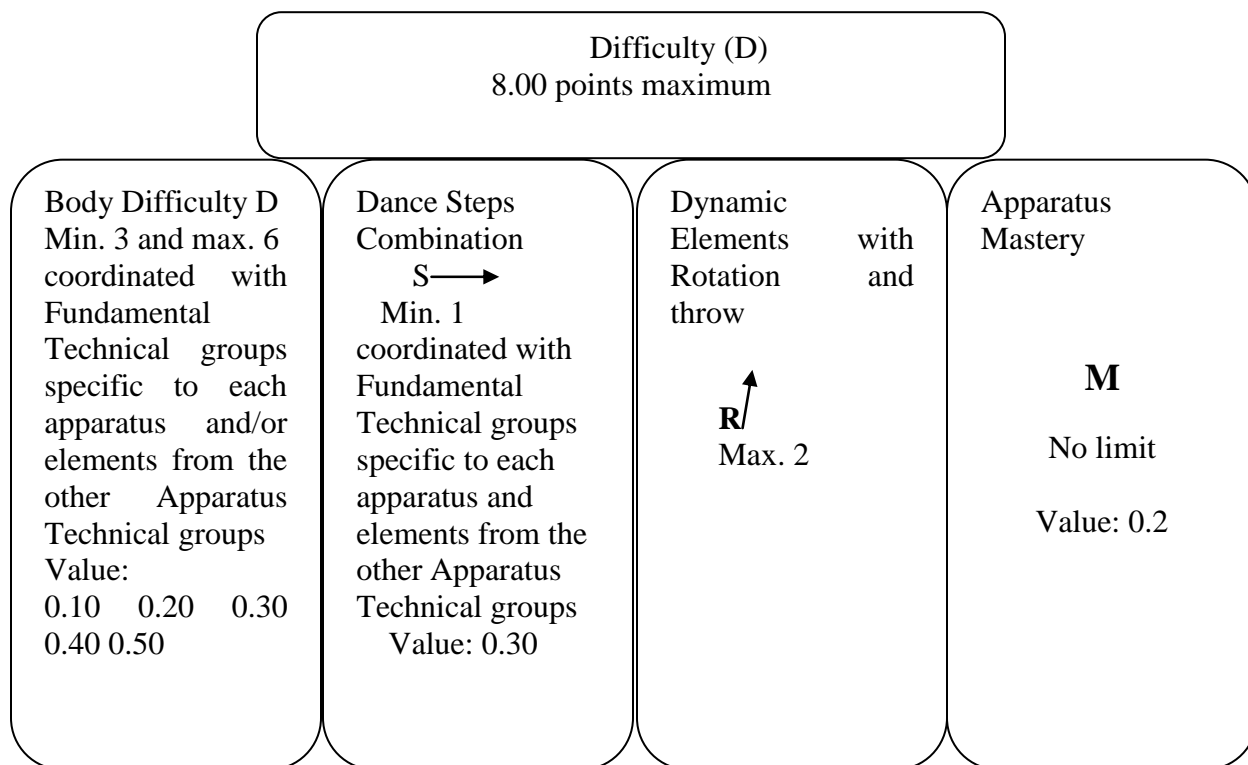 Difficulty (D)
8.00 points maximum
Body Difficulty D
Min. 3 and max. 6
coordinated with
Fundamental
Technical groups
specific to each
apparatus and/or
elements from the
other Apparatus
Technical groups
Value:
0.10 0.20 0.30
0.40 0.50
Dance Steps
Combination
S
Min. 1
coordinated with
Fundamental
Technical groups
specific to each
apparatus and
elements from the
other Apparatus
Technical groups
Value: 0.30
Dynamic
Elements with
Rotation and
throw
R
Max. 2
Apparatus
Mastery
M
No limit
Value: 0.2